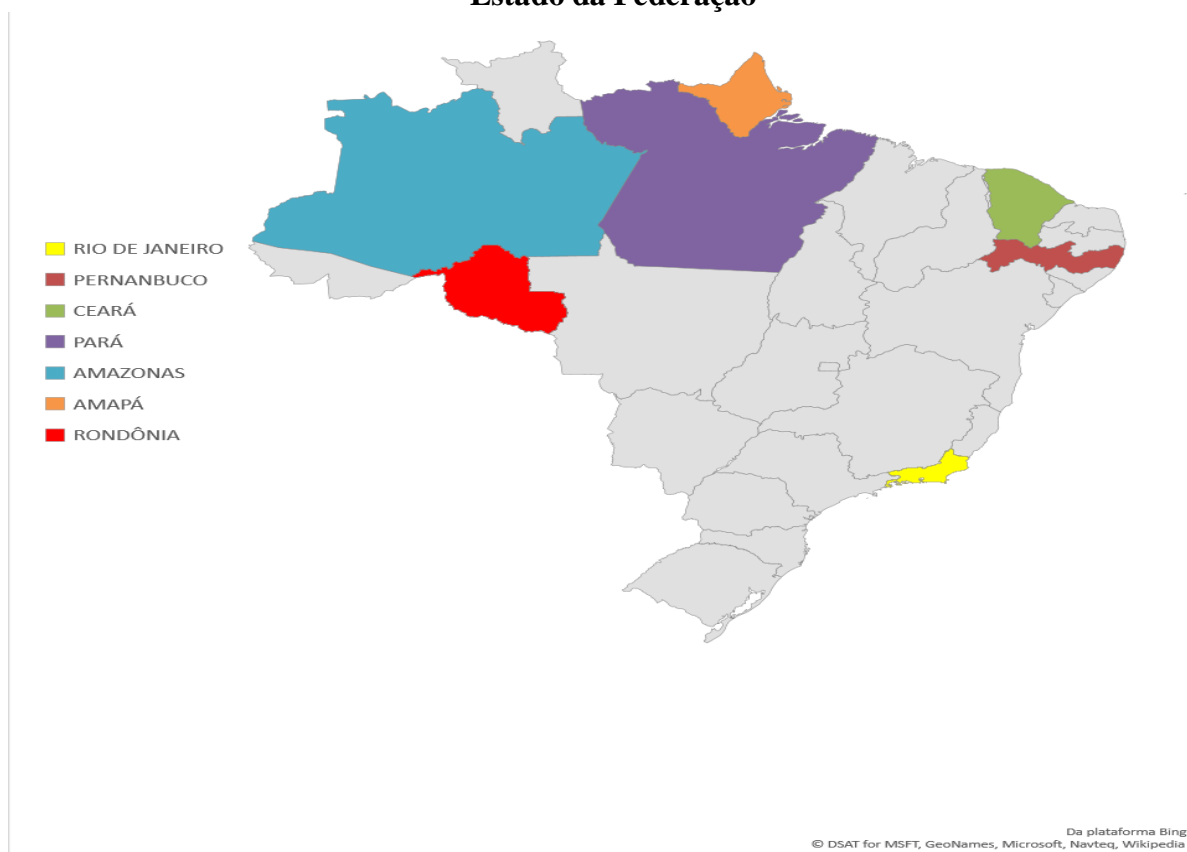 Estado da Federação
RIO DE JANEIRO
PERNANBUCO
CEARÁ
PARÁ
AMAZONAS
AMAPÁ
RONDÔNIA
Da plataforma Bing
© DSAT for MSFT, GeoNames, Microsoft, Navteq, Wikipedia